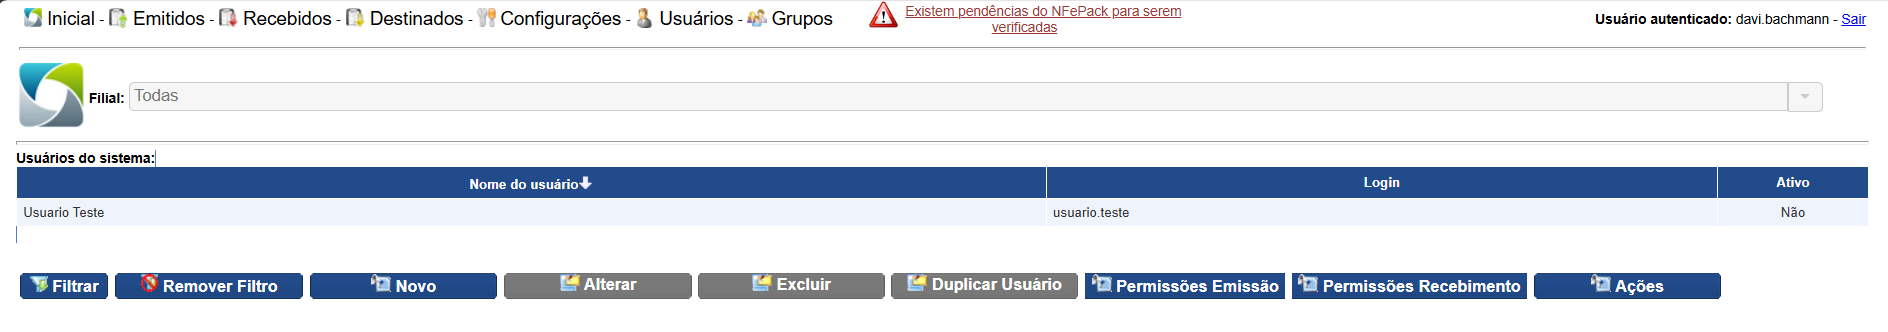 Inicial - Emitidos - Recebidos - Destinados - Configurações - Usuários - Grupos
Existem pendências do NFePack para serem
verificadas
Usuário autenticado: davi.bachmann - Sair
Filial: Todas
Usuários do sistema:
Nome do usuário Login Ativo
Usuario Teste usuario.teste Não
Filtrar Remover Filtro Novo Alterar Excluir Duplicar Usuário Permissões Emissão Permissões Recebimento Ações